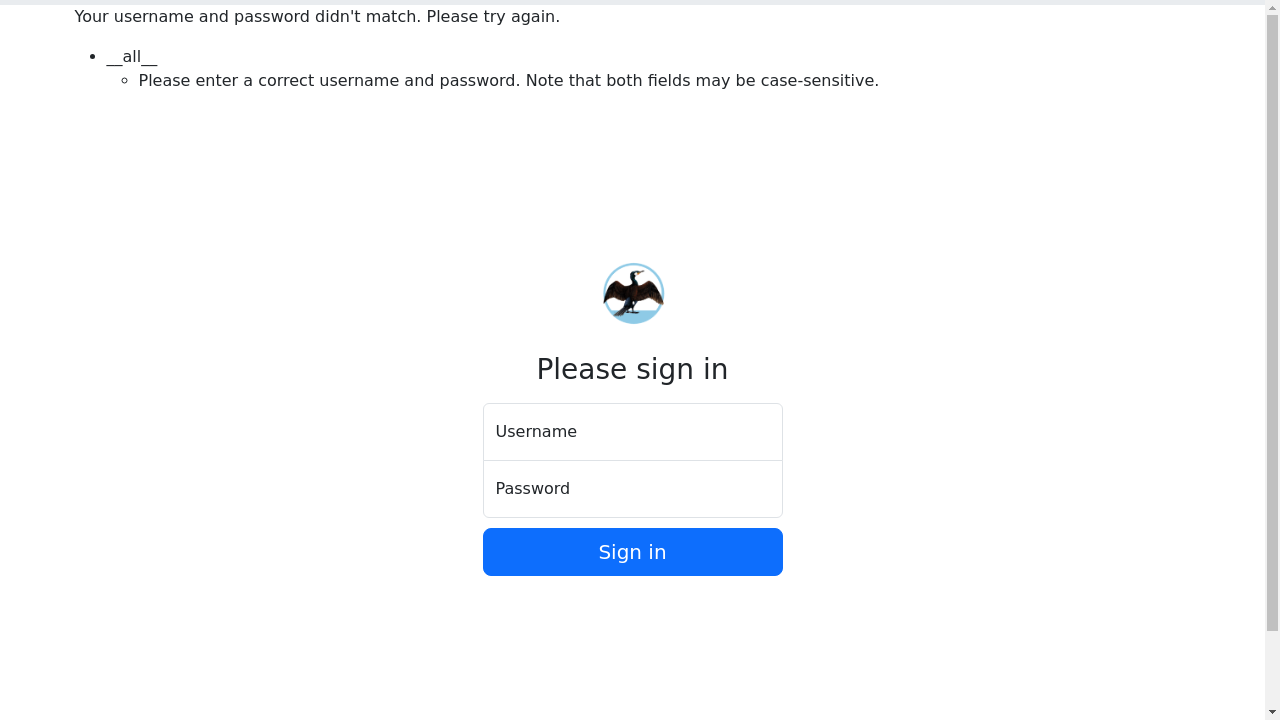 Your username and password didn't match. Please try again.
__all__
Please enter a correct username and password. Note that both fields may be case-sensitive.
Please sign in
Username
Password
Sign in